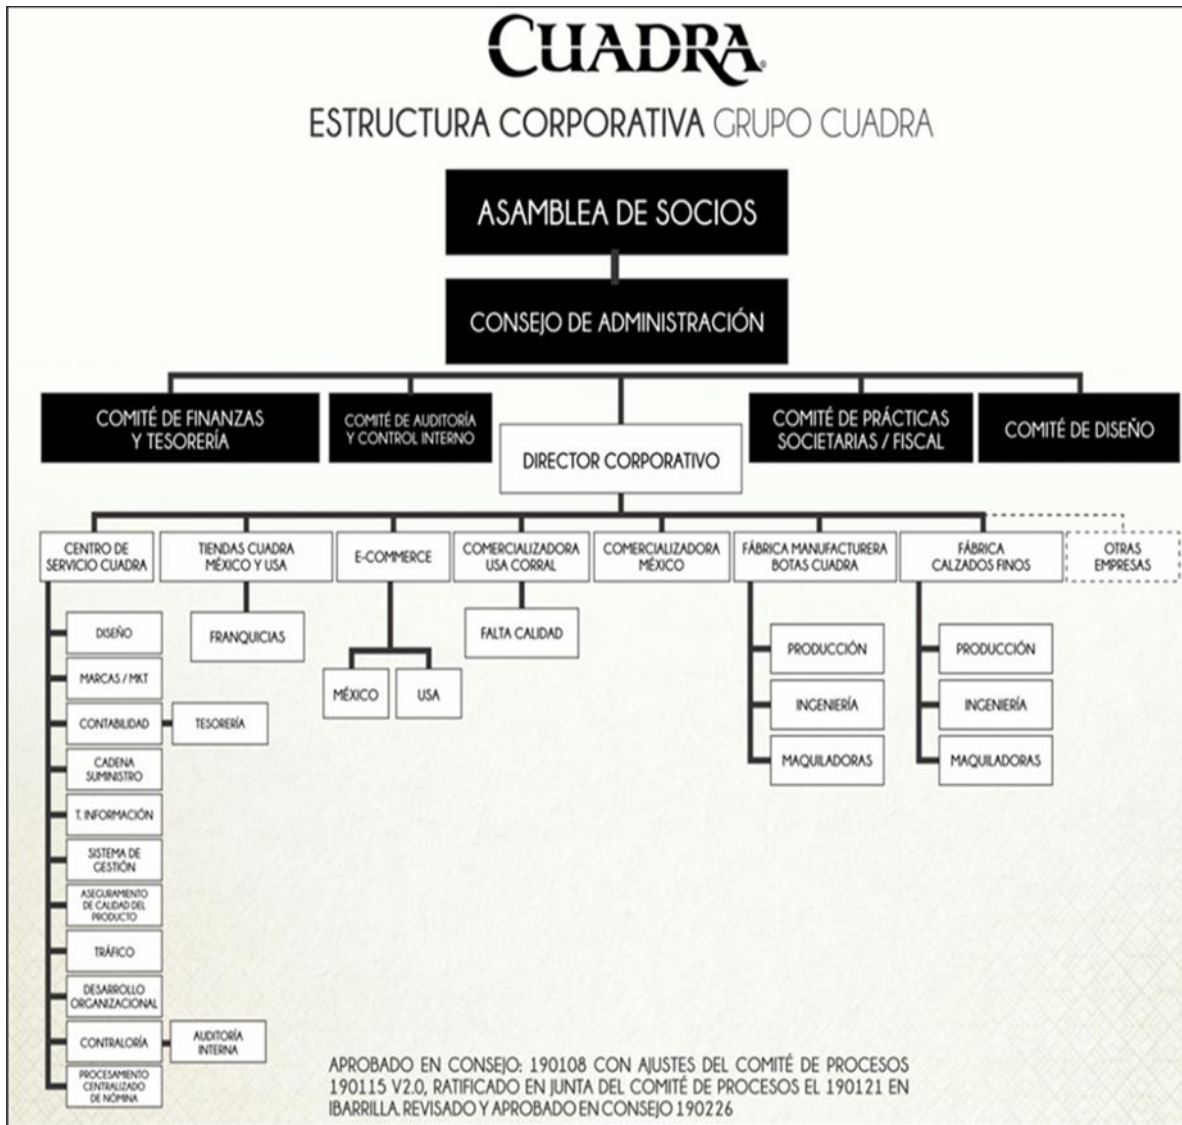 CUADRA
ESTRUCTURA CORPORATIVA GRUPO CUADRA
ASAMBLEA DE SOCIOS
CONSEJO DE ADMINISTRACIÓN
COMITÉ DE FINANZAS
Y TESORERÍA
COMITÉ DE AUDITORÍA
Y CONTROL INTERNO
DIRECTOR CORPORATIVO
COMITÉ DE PRÁCTICAS
SOCIETARIAS / FISCAL
COMITÉ DE DISEÑO
CENTRO DE
SERVICIO CUADRA
TIENDAS CUADRA
MÉXICO Y USA
E-COMMERCE
COMERCIALIZADORA
USA CORRAL
COMERCIALIZADORA
MÉXICO
FÁBRICA MANUFACTURERA
BOTAS CUADRA
FÁBRICA
CALZADOS FINOS
OTRAS
EMPRESAS
DISEÑO
MARCAS / MKT
CONTABILIDAD
TESORERÍA
CADENA
SUMINISTRO
T. INFORMACIÓN
SISTEMA DE
GESTIÓN
ASEGURAMIENTO
DE CALIDAD DEL
PRODUCTO
TRÁFICO
DESARROLLO
ORGANIZACIONAL
CONTRALORÍA
AUDITORÍA
INTERNA
PROCESAMIENTO
CENTRALIZADO
DE NÓMINA
FRANQUICIAS
MÉXICO
USA
FALTA CALIDAD
PRODUCCIÓN
INGENIERÍA
MAQUILADORAS
PRODUCCIÓN
INGENIERÍA
MAQUILADORAS
APROBADO EN CONSEJO: 190108 CON AJUSTES DEL COMITÉ DE PROCESOS
190115 V2.0, RATIFICADO EN JUNTA DEL COMITÉ DE PROCESOS EL 190121 EN
IBARRILLA. REVISADO Y APROBADO EN CONSEJO 190226